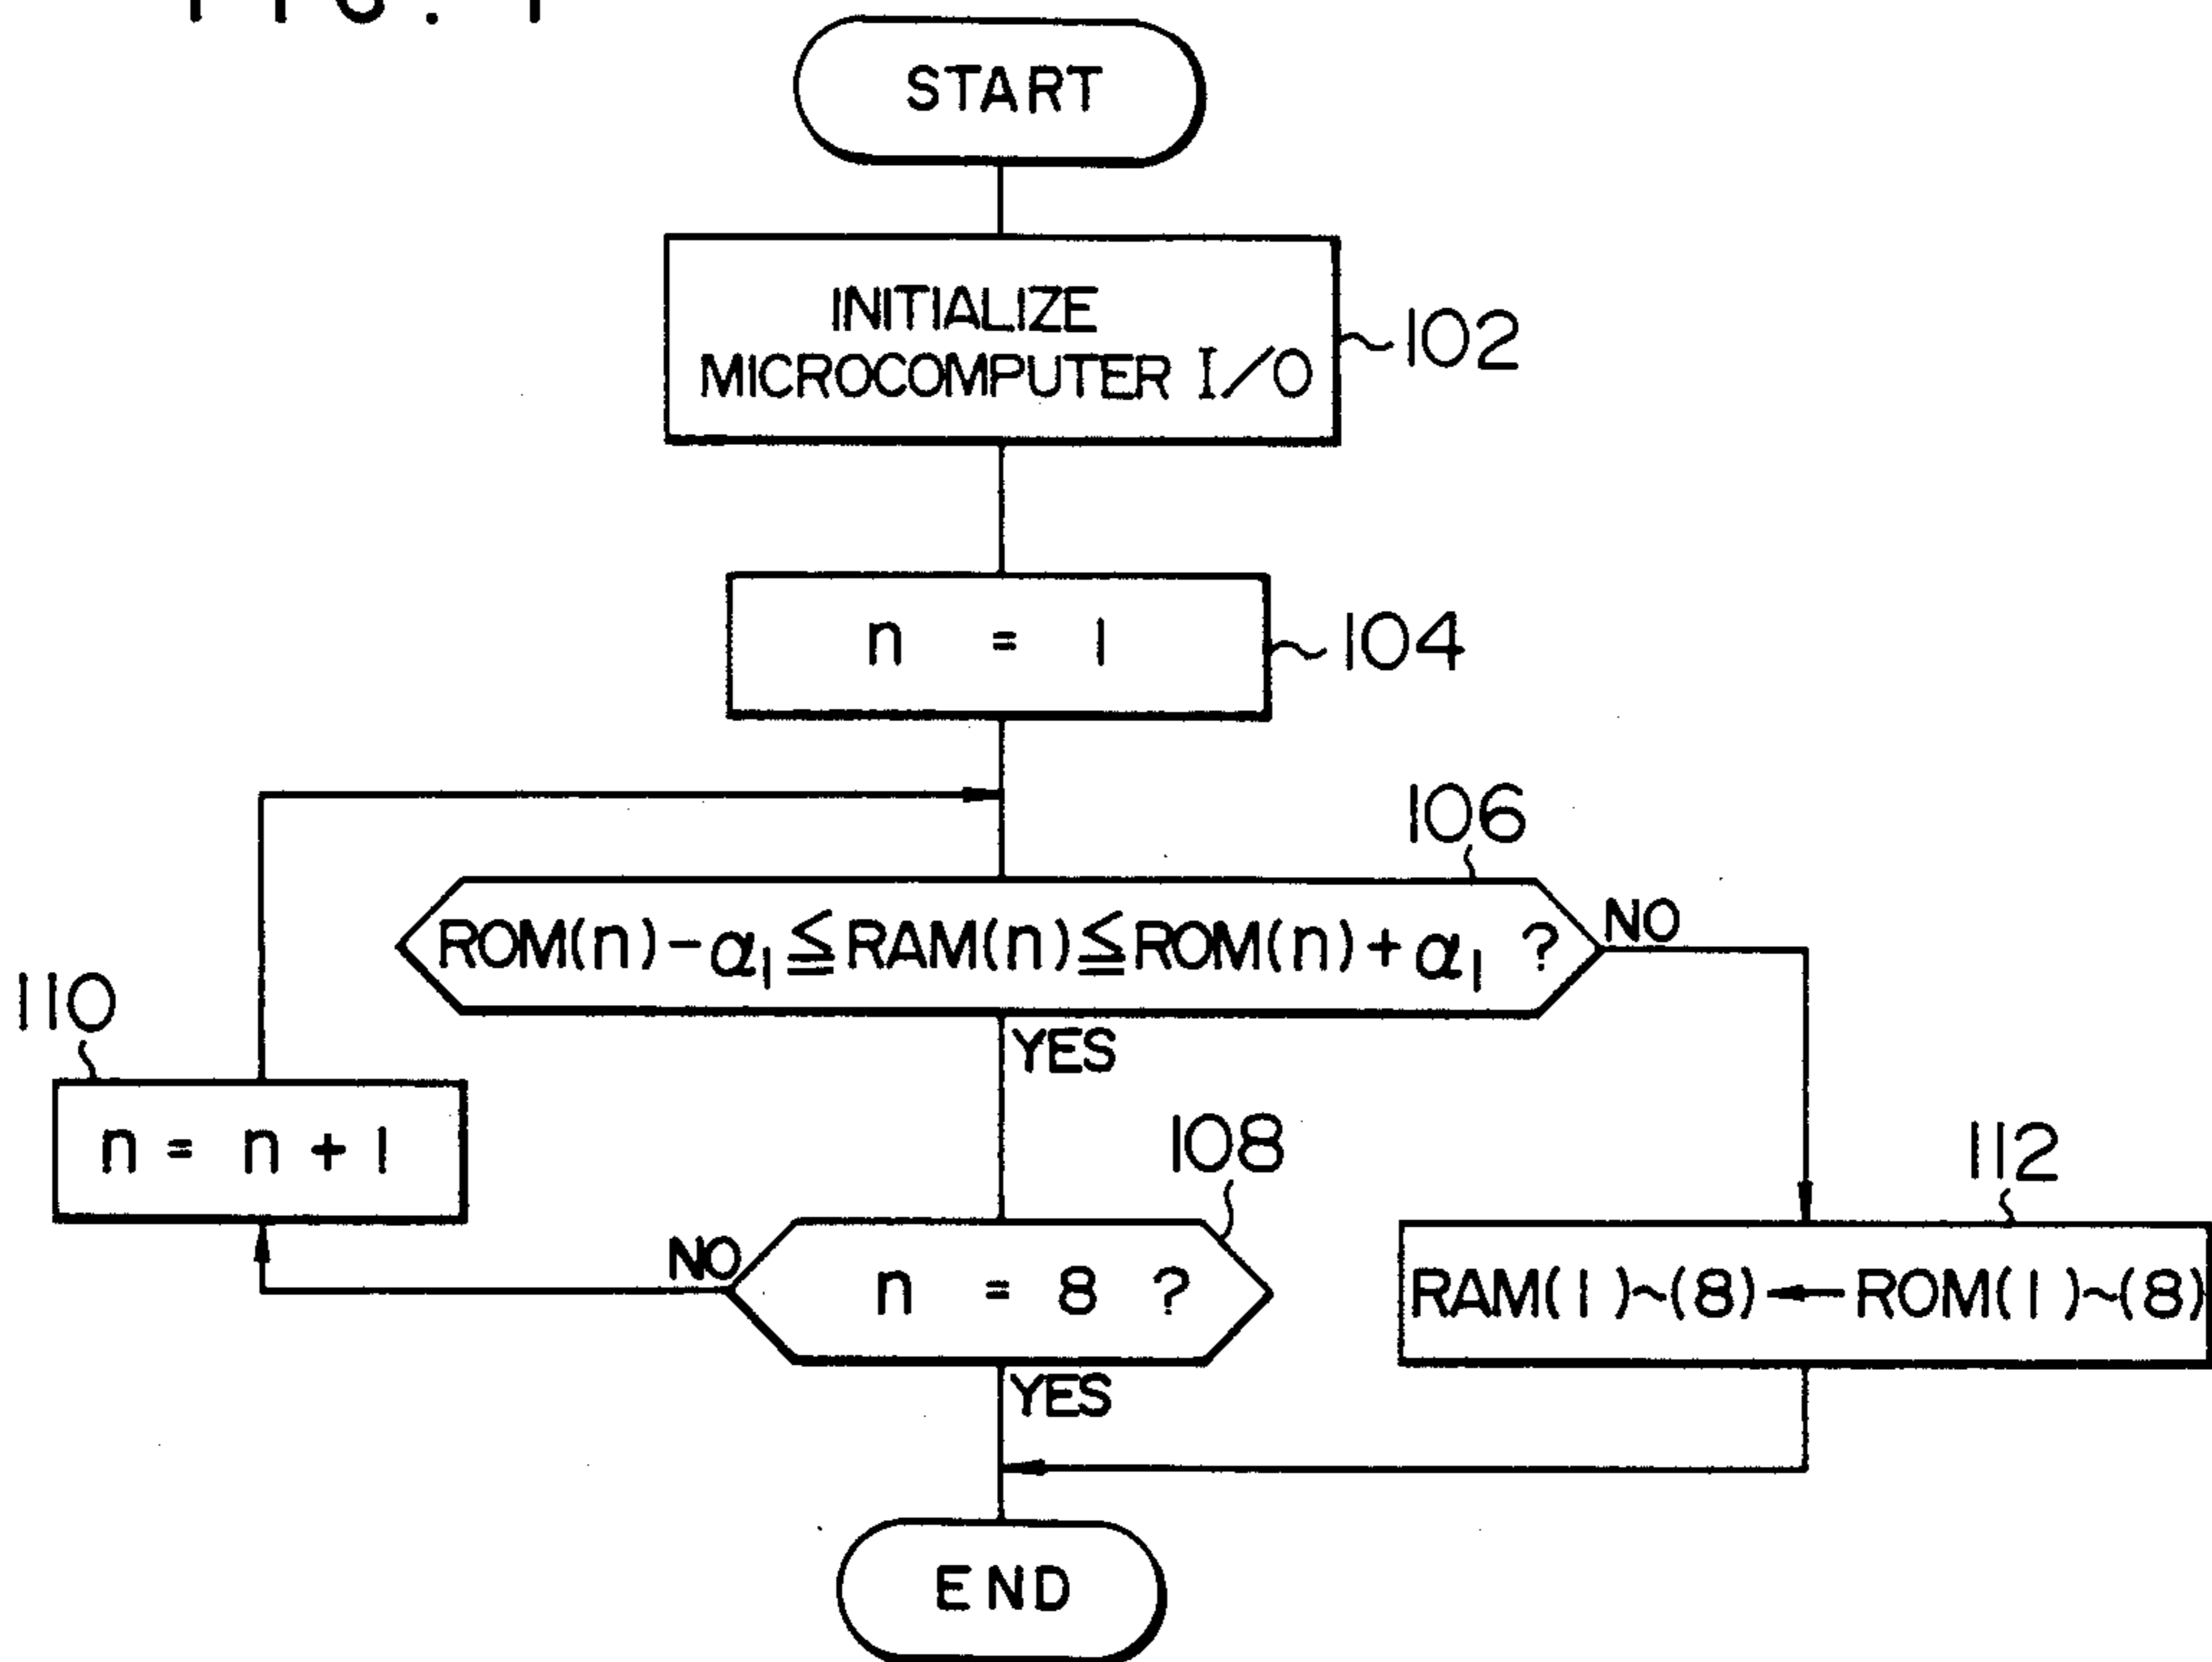 START
INITIALIZE
MICROCOMPUTER I/O
102
n = 1
104
106
ROM(n)-α₁≦RAM(n)≦ROM(n)+α₁ ?
NO
YES
110
n = n + 1
108
NO
n = 8 ?
YES
112
RAM(1)~(8)←ROM(1)~(8)
END